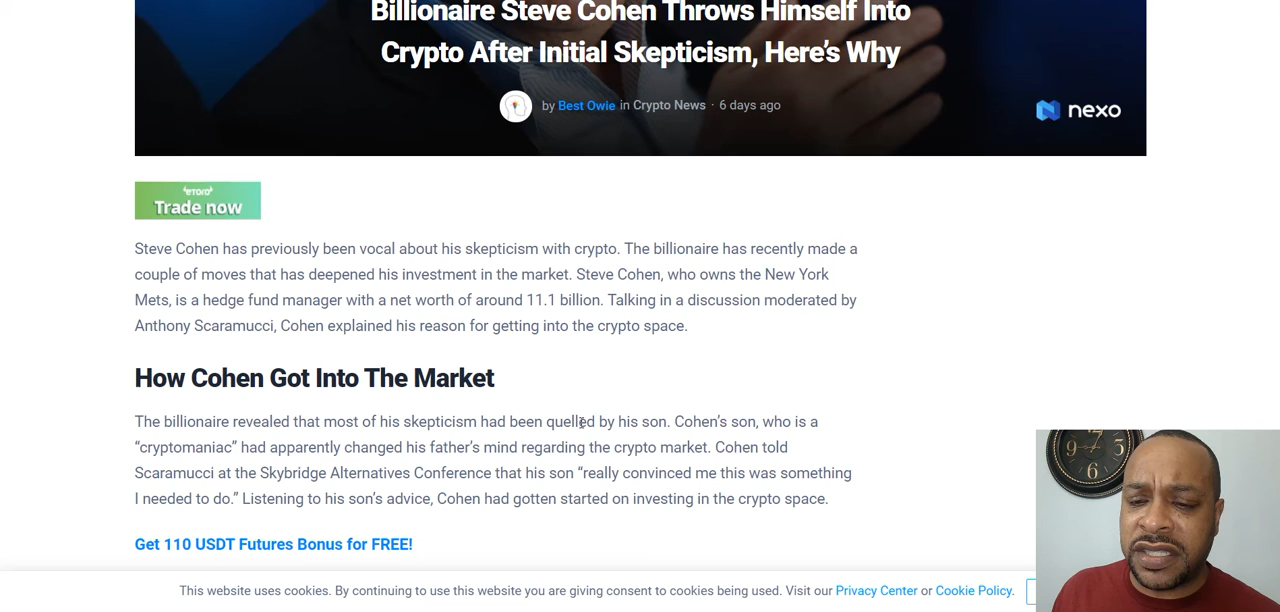 Billionaire Steve Cohen Throws Himself Into
Crypto After Initial Skepticism, Here's Why
by Best Owie in Crypto News · 6 days ago
nexo
eToro
Trade now
Steve Cohen has previously been vocal about his skepticism with crypto. The billionaire has recently made a
couple of moves that has deepened his investment in the market. Steve Cohen, who owns the New York
Mets, is a hedge fund manager with a net worth of around 11.1 billion. Talking in a discussion moderated by
Anthony Scaramucci, Cohen explained his reason for getting into the crypto space.
How Cohen Got Into The Market
The billionaire revealed that most of his skepticism had been quelled by his son. Cohen's son, who is a
“cryptomaniac” had apparently changed his father's mind regarding the crypto market. Cohen told
Scaramucci at the Skybridge Alternatives Conference that his son “really convinced me this was something
I needed to do.” Listening to his son's advice, Cohen had gotten started on investing in the crypto space.
Get 110 USDT Futures Bonus for FREE!
This website uses cookies. By continuing to use this website you are giving consent to cookies being used. Visit our Privacy Center or Cookie Policy.
12
6